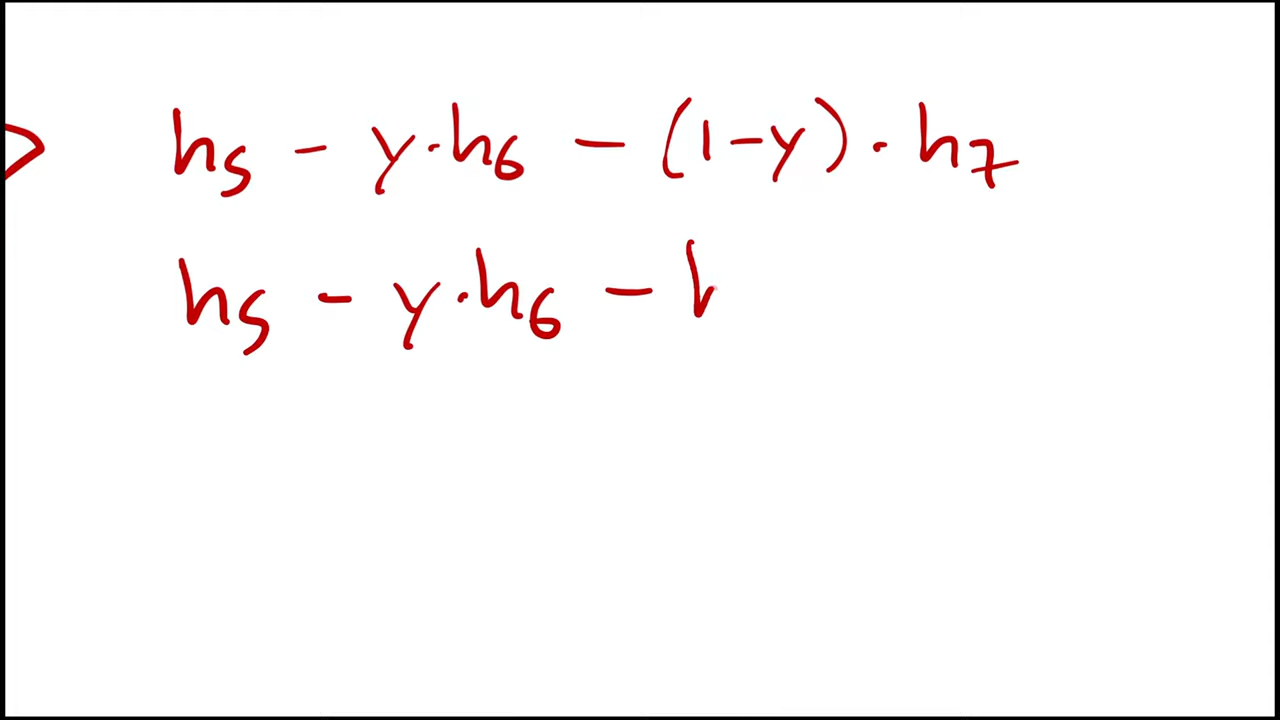 > h₅ - y·h₆ - (1-y)·h₇
h₅ - y·h₆ - h